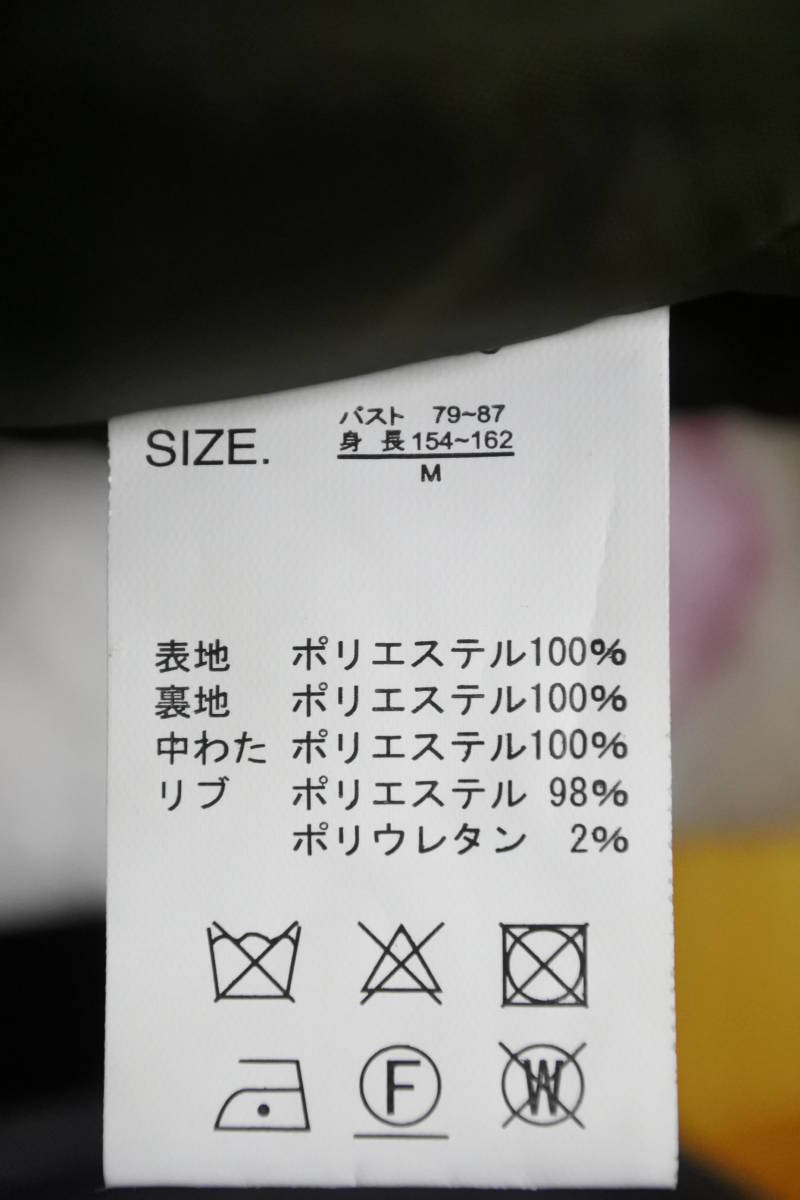 SIZE.
バスト 79~87
身長 154~162
M
表地 ポリエステル100%
裏地 ポリエステル100%
中わた ポリエステル100%
リブ ポリエステル 98%
ポリウレタン 2%
F
W